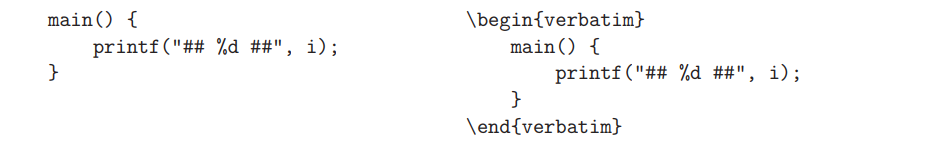 main() {
    printf("## %d ##", i);
}
\begin{verbatim}
    main() {
        printf("## %d ##", i);
    }
\end{verbatim}